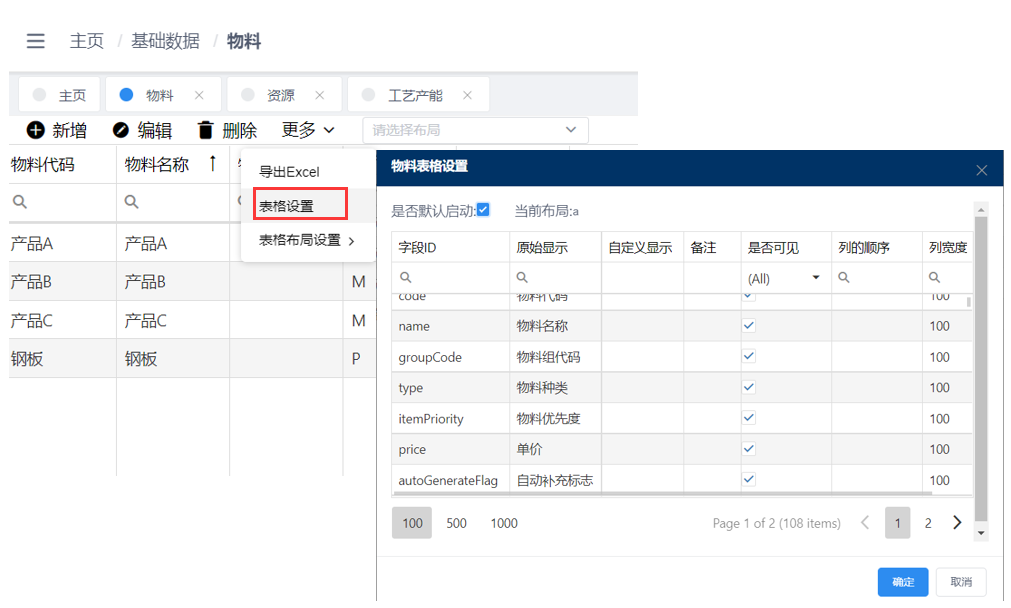 主页 / 基础数据 / 物料
主页 物料 × 资源 × 工艺产能 ×
新增 编辑 删除 更多 请选择布局
物料代码 物料名称 ↑
导出Excel
表格设置
表格布局设置 >
产品A 产品A
产品B 产品B M
产品C 产品C M
钢板 钢板 P
物料表格设置
是否默认启动: 当前布局:a
字段ID 原始显示 自定义显示 备注 是否可见 列的顺序 列宽度
(All)
code 物料代码 100
name 物料名称 100
groupCode 物料组代码 100
type 物料种类 100
itemPriority 物料优先度 100
price 单价 100
autoGenerateFlag 自动补充标志 100
100 500 1000 Page 1 of 2 (108 items) 1 2
确定 取消